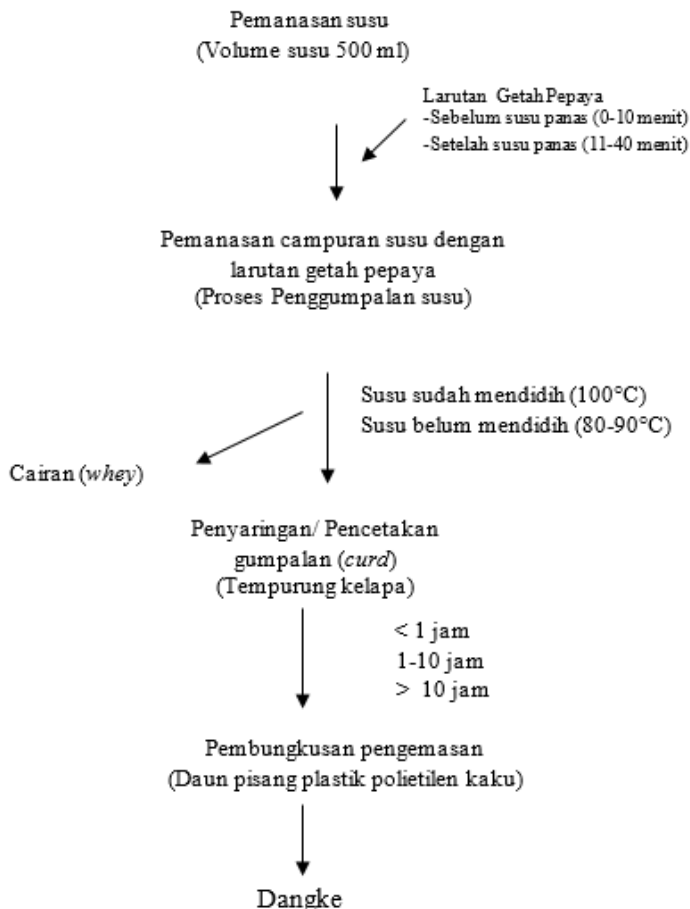 Pemanasan susu
(Volume susu 500 ml)
Larutan Getah Pepaya
-Sebelum susu panas (0-10 menit)
-Setelah susu panas (11-40 menit)
Pemanasan campuran susu dengan
larutan getah pepaya
(Proses Penggumpalan susu)
Susu sudah mendidih (100°C)
Susu belum mendidih (80-90°C)
Cairan (whey)
Penyaringan/ Pencetakan
gumpalan (curd)
(Tempurung kelapa)
< 1 jam
1-10 jam
> 10 jam
Pembungkusan pengemasan
(Daun pisang plastik polietilen kaku)
Dangke